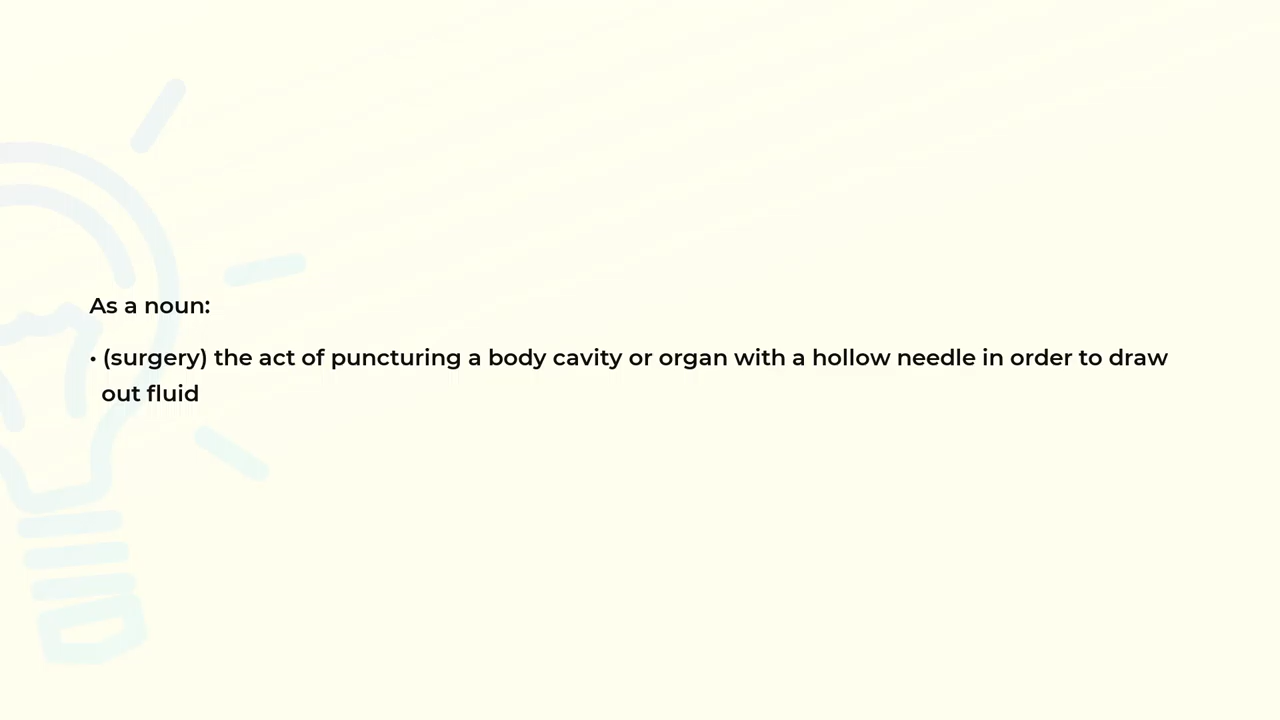 As a noun:
• (surgery) the act of puncturing a body cavity or organ with a hollow needle in order to draw
out fluid